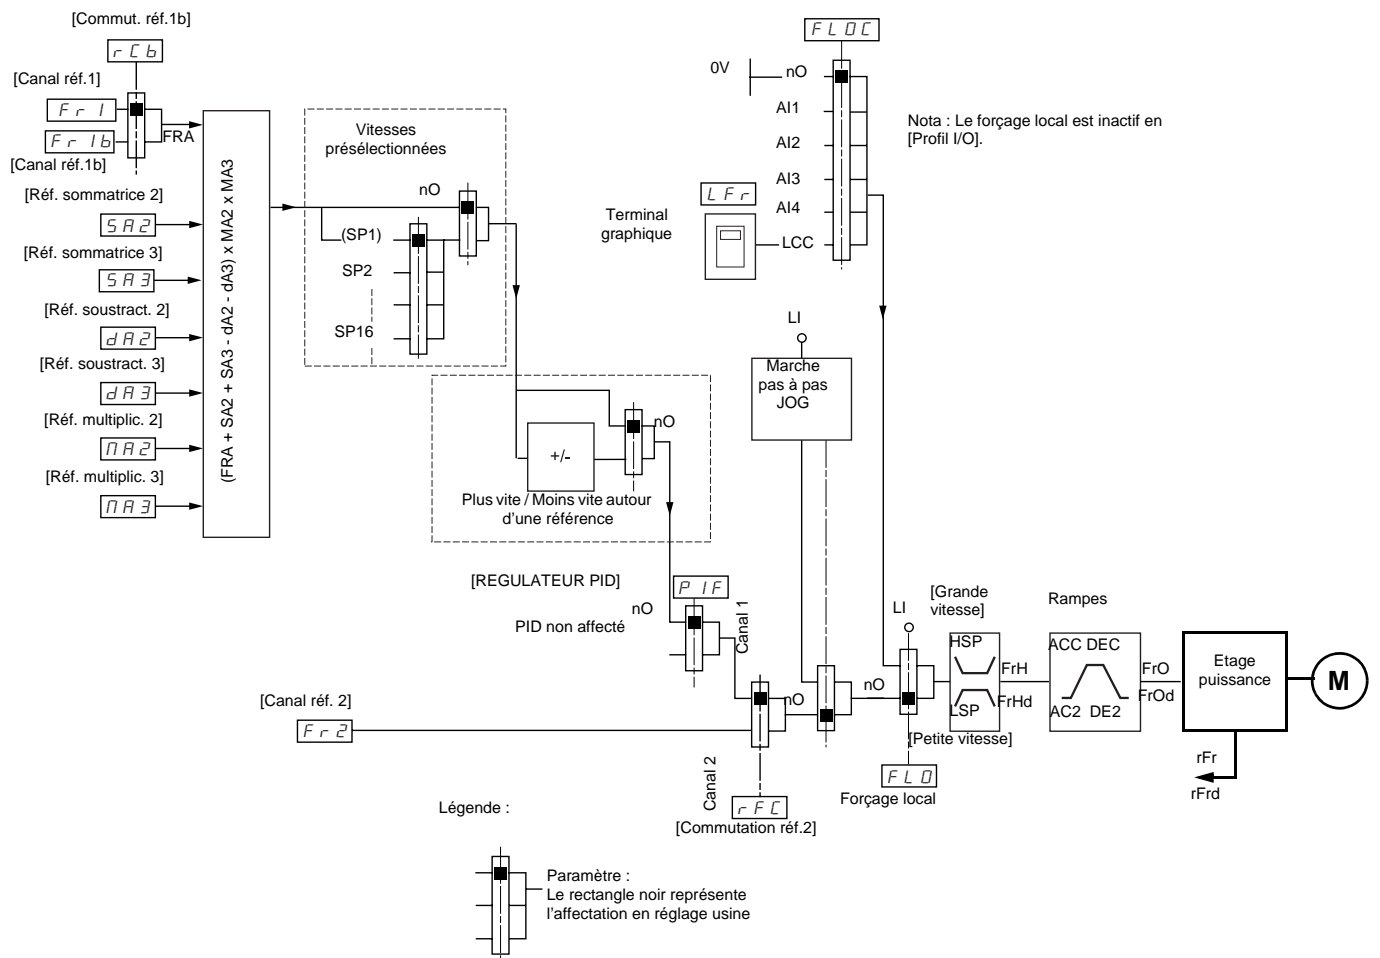 [Commut. réf.1b]
rCb
[Canal réf.1]
Fr1
Fr1b
FRA
[Canal réf.1b]
[Réf. sommatrice 2]
SA2
[Réf. sommatrice 3]
SA3
[Réf. soustract. 2]
dA2
[Réf. soustract. 3]
dA3
[Réf. multiplic. 2]
MA2
[Réf. multiplic. 3]
MA3
(FRA + SA2 + SA3 - dA2 - dA3) x MA2 x MA3
Vitesses
présélectionnées
nO
(SP1)
SP2
SP16
nO
+/-
Plus vite / Moins vite autour
d'une référence
[REGULATEUR PID]
PIF
nO
PID non affecté
Canal 1
[Canal réf. 2]
Fr2
nO
Canal 2
rFC
[Commutation réf.2]
FLOC
0V
nO
AI1
AI2
AI3
AI4
LCC
LFr
Terminal
graphique
Nota : Le forçage local est inactif en
[Profil I/O].
LI
Marche
pas à pas
JOG
nO
LI
FLO
Forçage local
[Grande
vitesse]
HSP
FrH
FrHd
LSP
[Petite vitesse]
Rampes
ACC DEC
AC2 DE2
FrO
FrOd
Etage
puissance
M
rFr
rFrd
Légende :
Paramètre :
Le rectangle noir représente
l'affectation en réglage usine